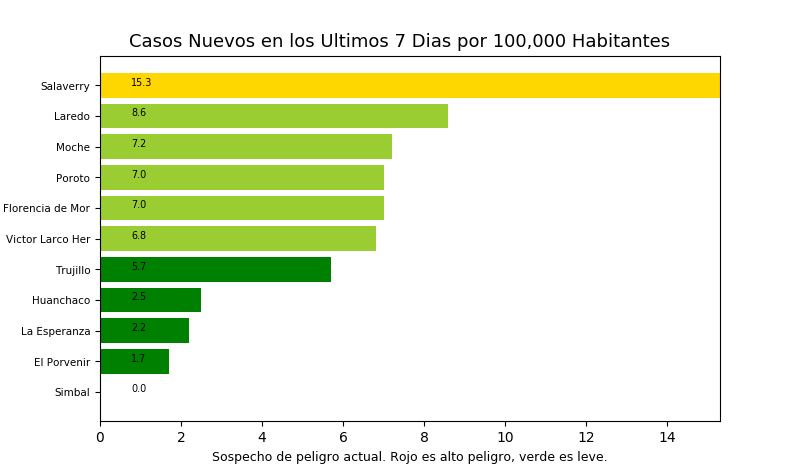 Casos Nuevos en los Ultimos 7 Dias por 100,000 Habitantes
Salaverry 15.3
Laredo 8.6
Moche 7.2
Poroto 7.0
Florencia de Mor 7.0
Victor Larco Her 6.8
Trujillo 5.7
Huanchaco 2.5
La Esperanza 2.2
El Porvenir 1.7
Simbal 0.0
0 2 4 6 8 10 12 14
Sospecho de peligro actual. Rojo es alto peligro, verde es leve.